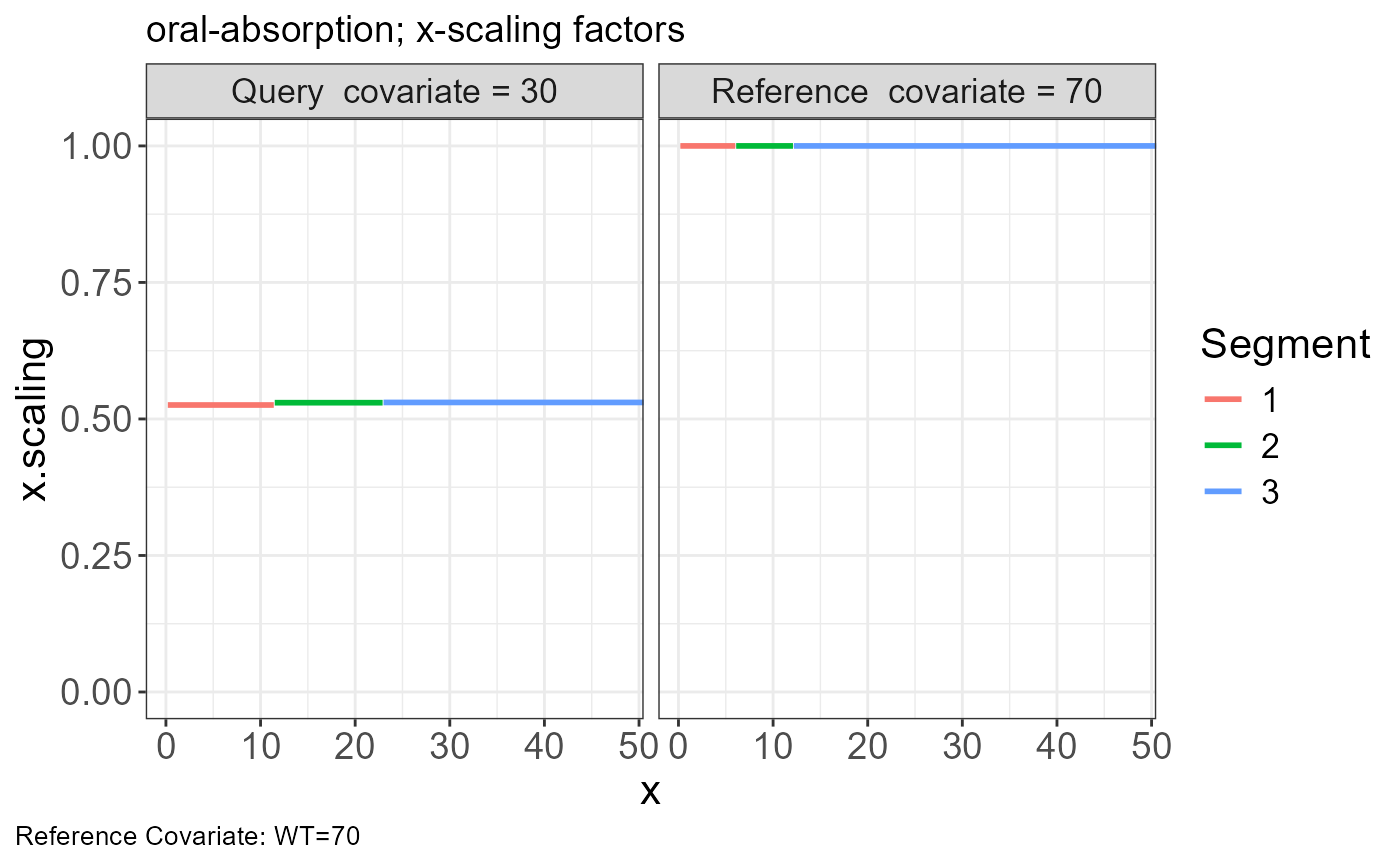 oral-absorption; x-scaling factors
Query  covariate = 30
Reference  covariate = 70
1.00
0.75
0.50
0.25
0.00
x.scaling
0 10 20 30 40 50 0 10 20 30 40 50
x
Segment
1
2
3
Reference Covariate: WT=70